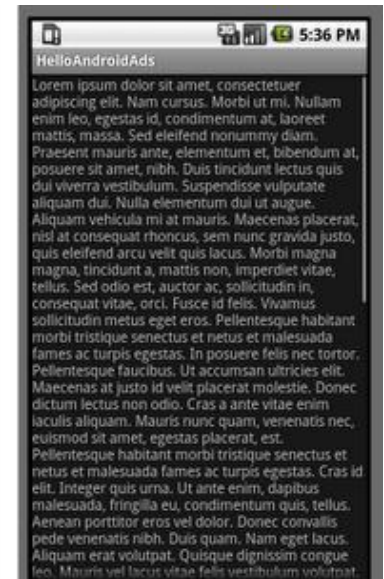 5:36 PM
HelloAndroidAds
Lorem ipsum dolor sit amet, consectetuer
adipiscing elit. Nam cursus. Morbi ut mi. Nullam
enim leo, egestas id, condimentum at, laoreet
mattis, massa. Sed eleifend nonummy diam.
Praesent mauris ante, elementum et, bibendum at,
posuere sit amet, nibh. Duis tincidunt lectus quis
dui viverra vestibulum. Suspendisse vulputate
aliquam dui. Nulla elementum dui ut augue.
Aliquam vehicula mi at mauris. Maecenas placerat,
nisl at consequat rhoncus, sem nunc gravida justo,
quis eleifend arcu velit quis lacus. Morbi magna
magna, tincidunt a, mattis non, imperdiet vitae,
tellus. Sed odio est, auctor ac, sollicitudin in,
consequat vitae, orci. Fusce id felis. Vivamus
sollicitudin metus eget eros. Pellentesque habitant
morbi tristique senectus et netus et malesuada
fames ac turpis egestas. In posuere felis nec tortor.
Pellentesque faucibus. Ut accumsan ultricies elit.
Maecenas at justo id velit placerat molestie. Donec
dictum lectus non odio. Cras a ante vitae enim
iaculis aliquam. Mauris nunc quam, venenatis nec,
euismod sit amet, egestas placerat, est.
Pellentesque habitant morbi tristique senectus et
netus et malesuada fames ac turpis egestas. Cras id
elit. Integer quis urna. Ut ante enim, dapibus
malesuada, fringilla eu, condimentum quis, tellus.
Aenean porttitor eros vel dolor. Donec convallis
pede venenatis nibh. Duis quam. Nam eget lacus.
Aliquam erat volutpat. Quisque dignissim congue
leo. Mauris vel lacus vitae felis vestibulum volutpat.